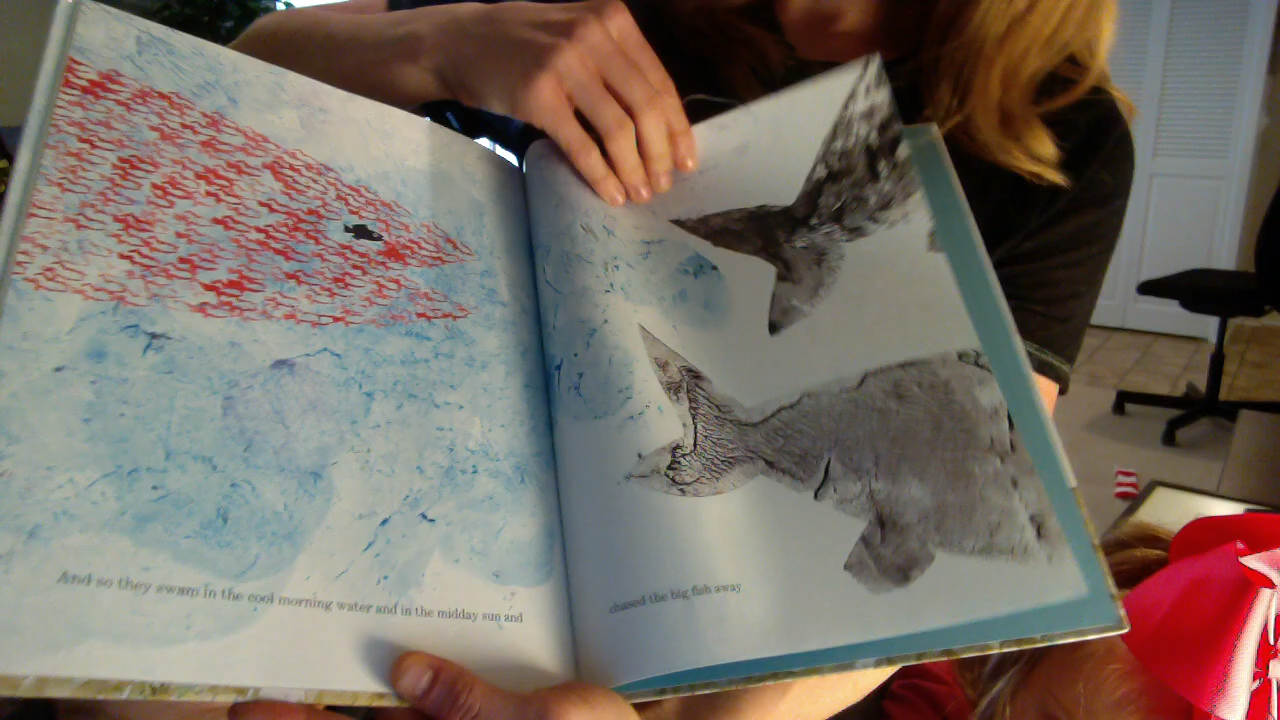 And so they swam in the cool morning water and in the midday sun and
chased the big fish away